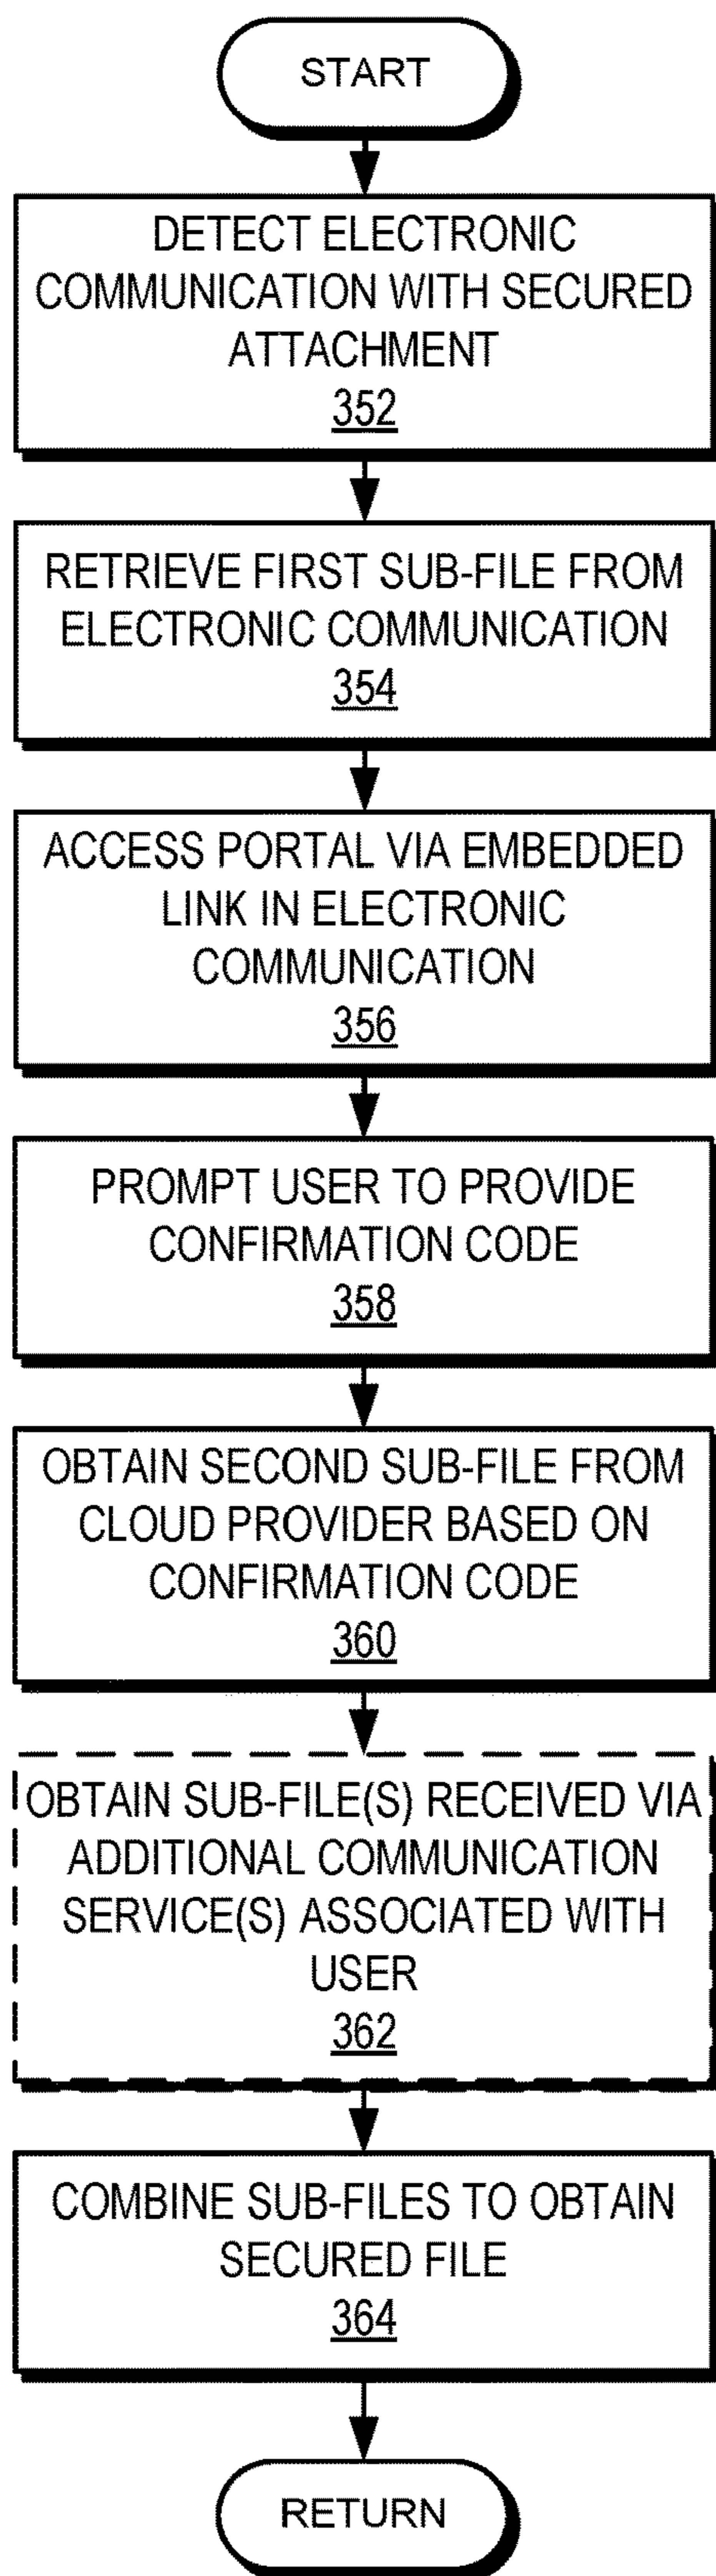 START
DETECT ELECTRONIC
COMMUNICATION WITH SECURED
ATTACHMENT
352
RETRIEVE FIRST SUB-FILE FROM
ELECTRONIC COMMUNICATION
354
ACCESS PORTAL VIA EMBEDDED
LINK IN ELECTRONIC
COMMUNICATION
356
PROMPT USER TO PROVIDE
CONFIRMATION CODE
358
OBTAIN SECOND SUB-FILE FROM
CLOUD PROVIDER BASED ON
CONFIRMATION CODE
360
OBTAIN SUB-FILE(S) RECEIVED VIA
ADDITIONAL COMMUNICATION
SERVICE(S) ASSOCIATED WITH
USER
362
COMBINE SUB-FILES TO OBTAIN
SECURED FILE
364
RETURN